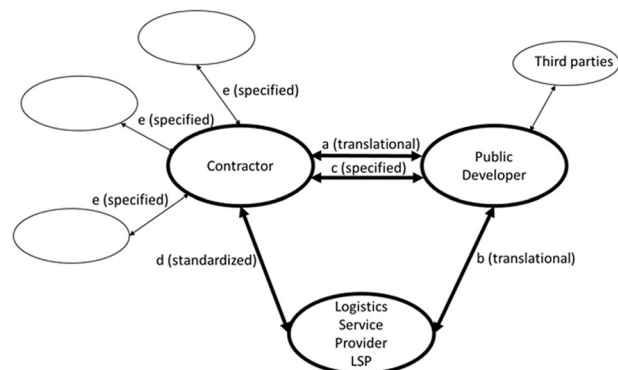 e (specified)
Third parties
e (specified)
a (translational)
Contractor
c (specified)
Public
Developer
e (specified)
d (standardized)
b (translational)
Logistics
Service
Provider
LSP